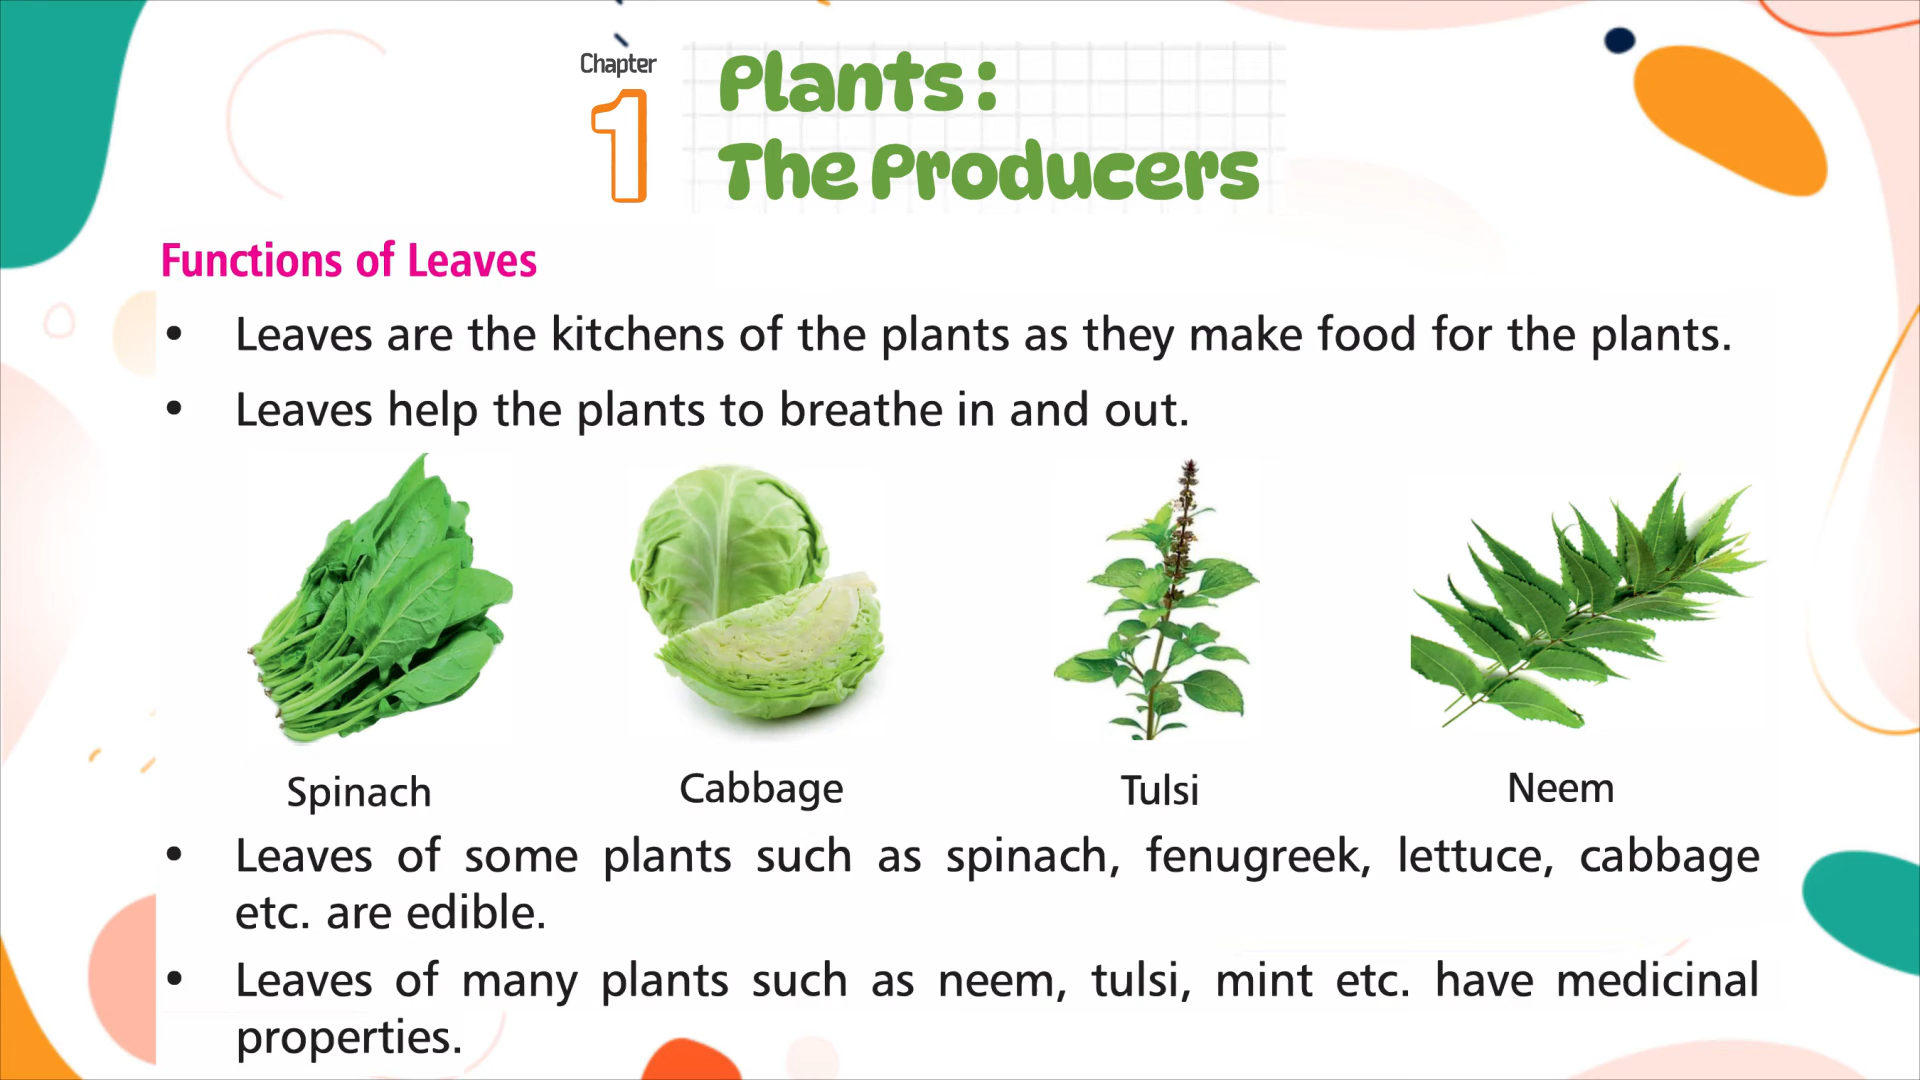 Chapter
1
Plants :
The Producers
Functions of Leaves
• Leaves are the kitchens of the plants as they make food for the plants.
• Leaves help the plants to breathe in and out.
Spinach Cabbage Tulsi Neem
• Leaves of some plants such as spinach, fenugreek, lettuce, cabbage
etc. are edible.
• Leaves of many plants such as neem, tulsi, mint etc. have medicinal
properties.